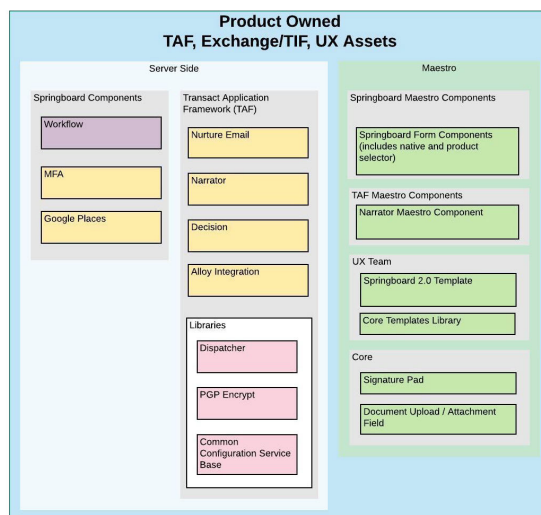 Product Owned
TAF, Exchange/TIF, UX Assets
Server Side
Springboard Components
Workflow
MFA
Google Places
Transact Application
Framework (TAF)
Nurture Email
Narrator
Decision
Alloy Integration
Libraries
Dispatcher
PGP Encrypt
Common
Configuration Service
Base
Maestro
Springboard Maestro Components
Springboard Form Components
(includes native and product
selector)
TAF Maestro Components
Narrator Maestro Component
UX Team
Springboard 2.0 Template
Core Templates Library
Core
Signature Pad
Document Upload / Attachment
Field